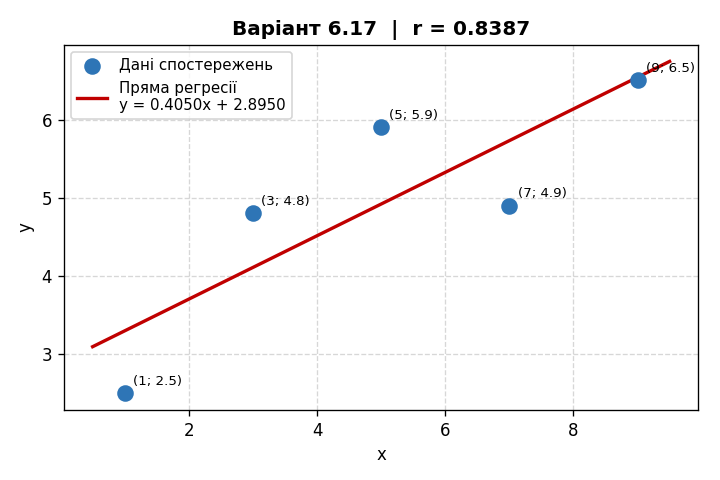 Варіант 6.17 | r = 0.8387
Дані спостережень
Пряма регресії
y = 0.4050x + 2.8950
(9; 6.5)
(5; 5.9)
(3; 4.8)
(7; 4.9)
(1; 2.5)
6
5
4
3
y
2 4 6 8
x